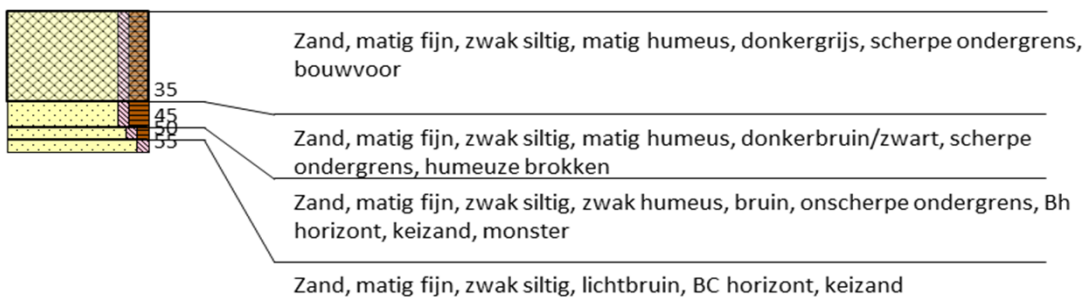 Zand, matig fijn, zwak siltig, matig humeus, donkergrijs, scherpe ondergrens,
bouwvoor
35
45
50
55
Zand, matig fijn, zwak siltig, matig humeus, donkerbruin/zwart, scherpe
ondergrens, humeuze brokken
Zand, matig fijn, zwak siltig, zwak humeus, bruin, onscherpe ondergrens, Bh
horizont, keizand, monster
Zand, matig fijn, zwak siltig, lichtbruin, BC horizont, keizand